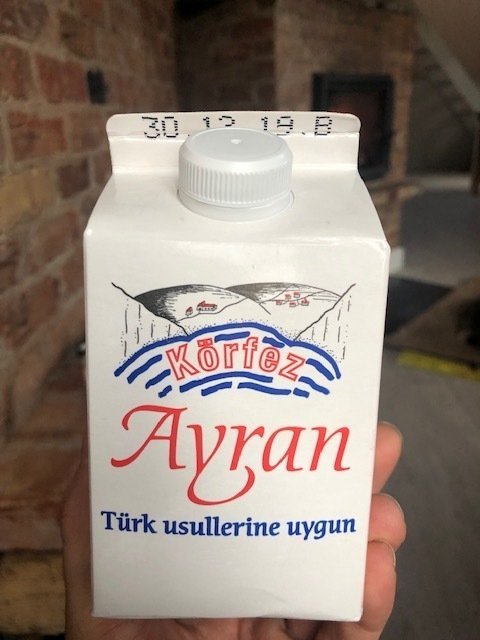 30.12.19.B
Körfez
Ayran
Türk usullerine uygun